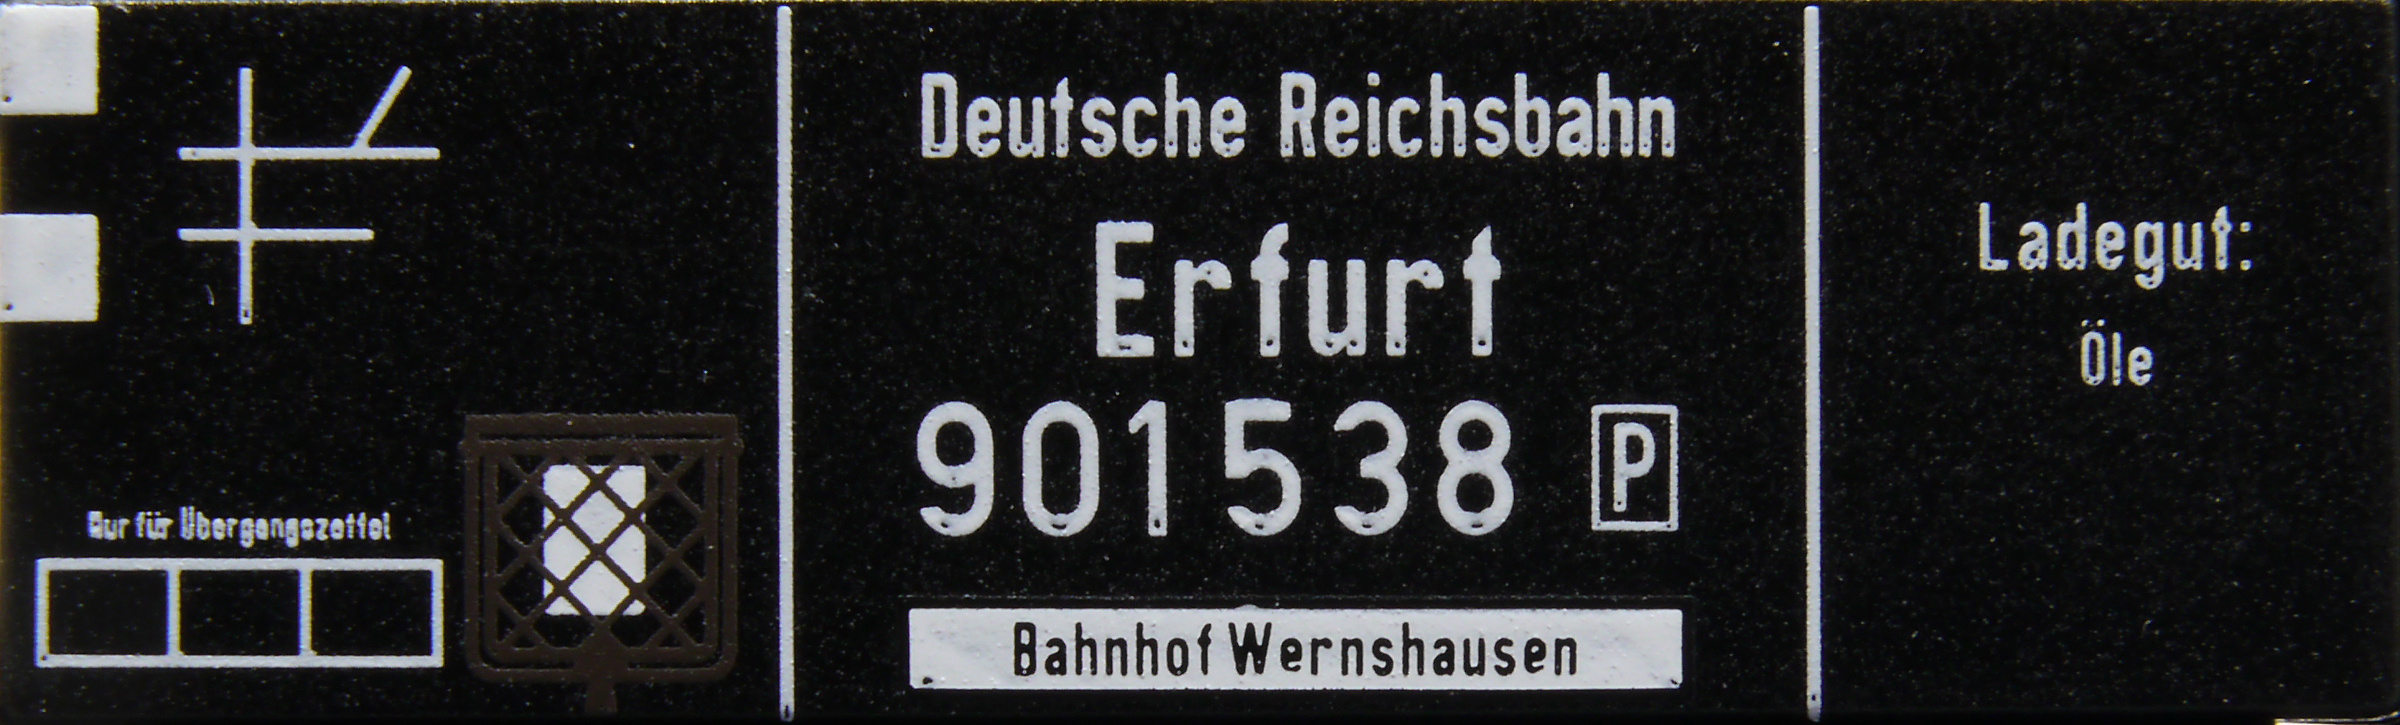 Nur für Übergangszettel
Deutsche Reichsbahn
Erfurt
901538 P
Bahnhof Wernshausen
Ladegut:
Öle